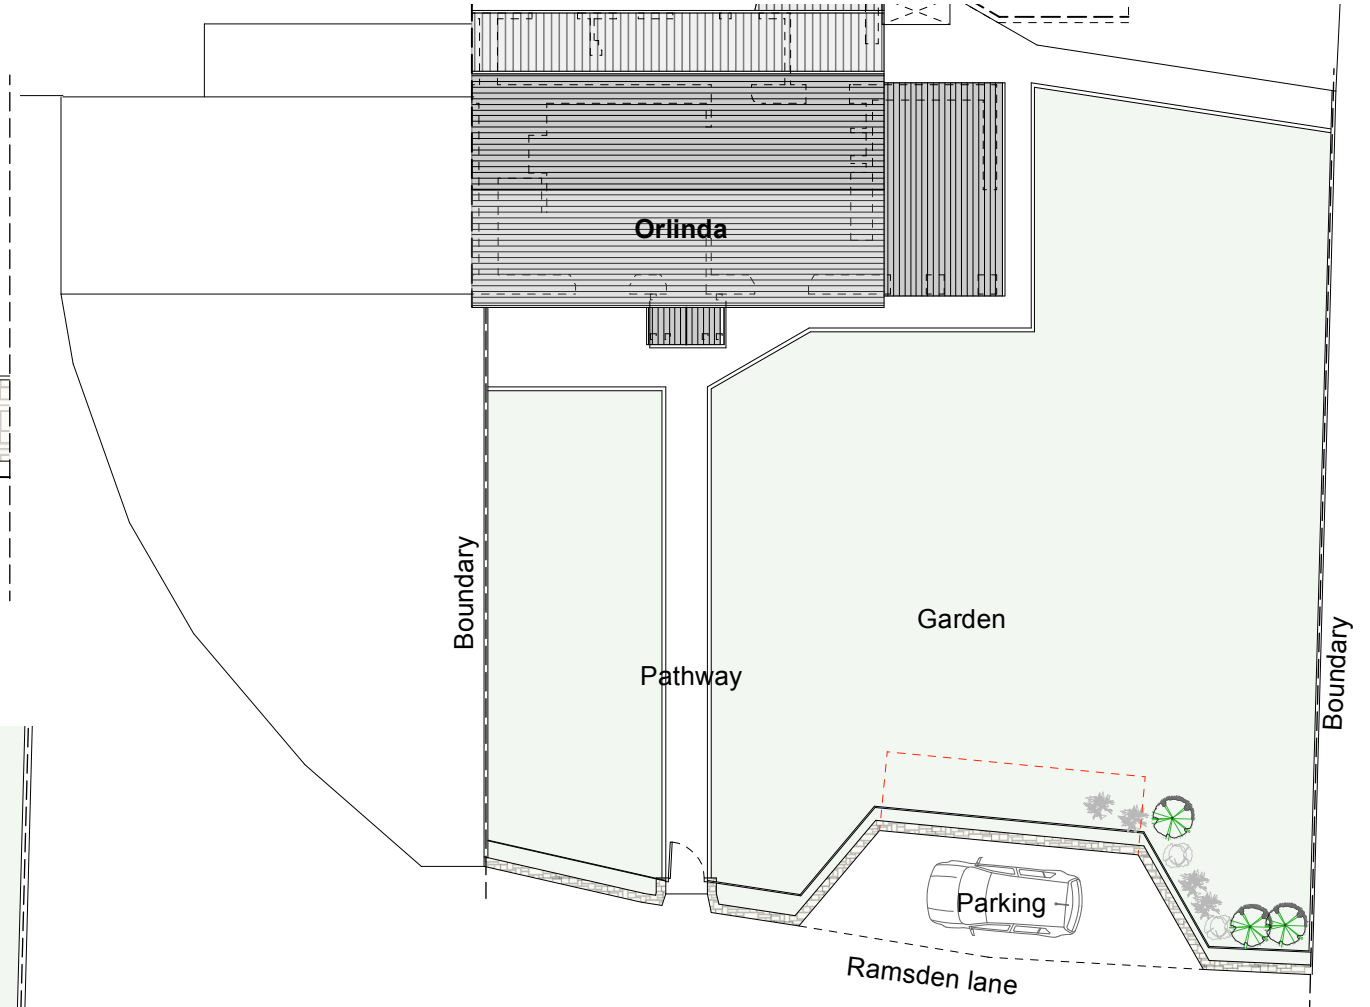 Orlinda
Boundary
Garden
Pathway
Boundary
Parking
Ramsden lane